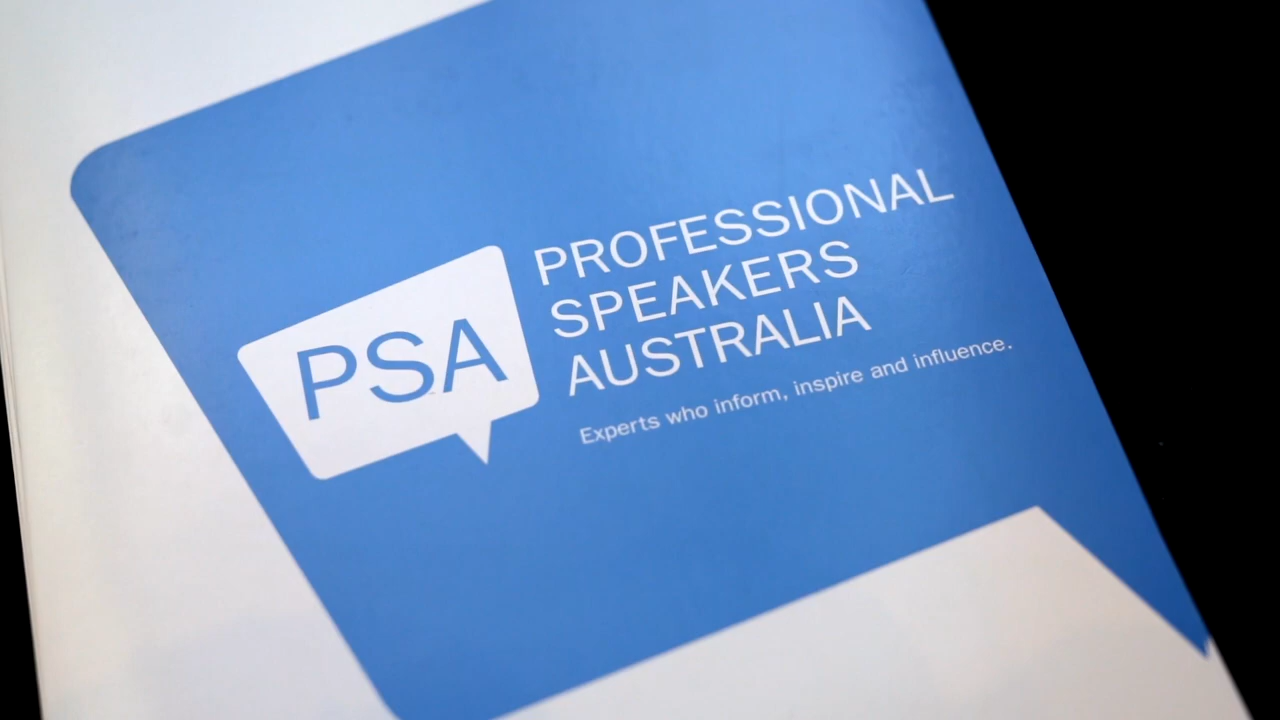 PSA
PROFESSIONAL
SPEAKERS
AUSTRALIA
Experts who inform, inspire and influence.